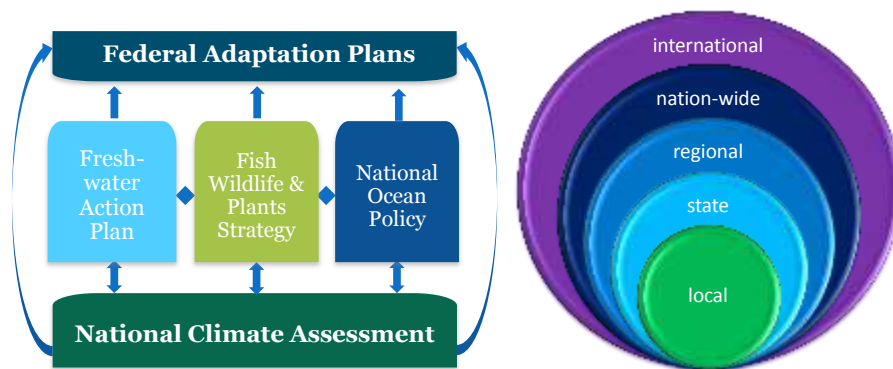 Federal Adaptation Plans
Fresh-
water
Action
Plan
Fish
Wildlife &
Plants
Strategy
National
Ocean
Policy
National Climate Assessment
international
nation-wide
regional
state
local